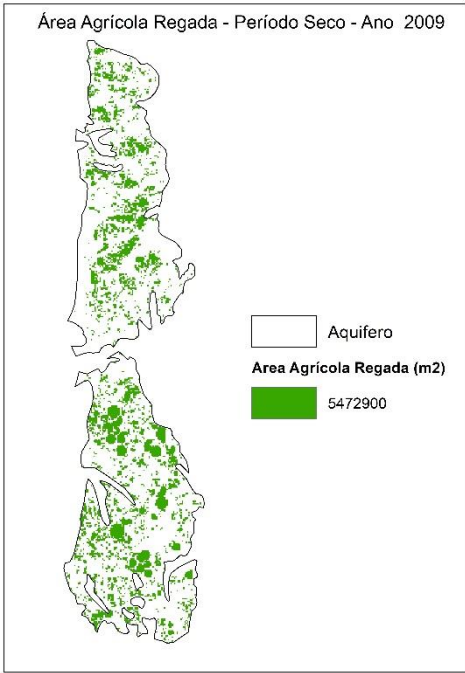 Área Agrícola Regada - Período Seco - Ano 2009
Aquifero
Area Agrícola Regada (m2)
5472900